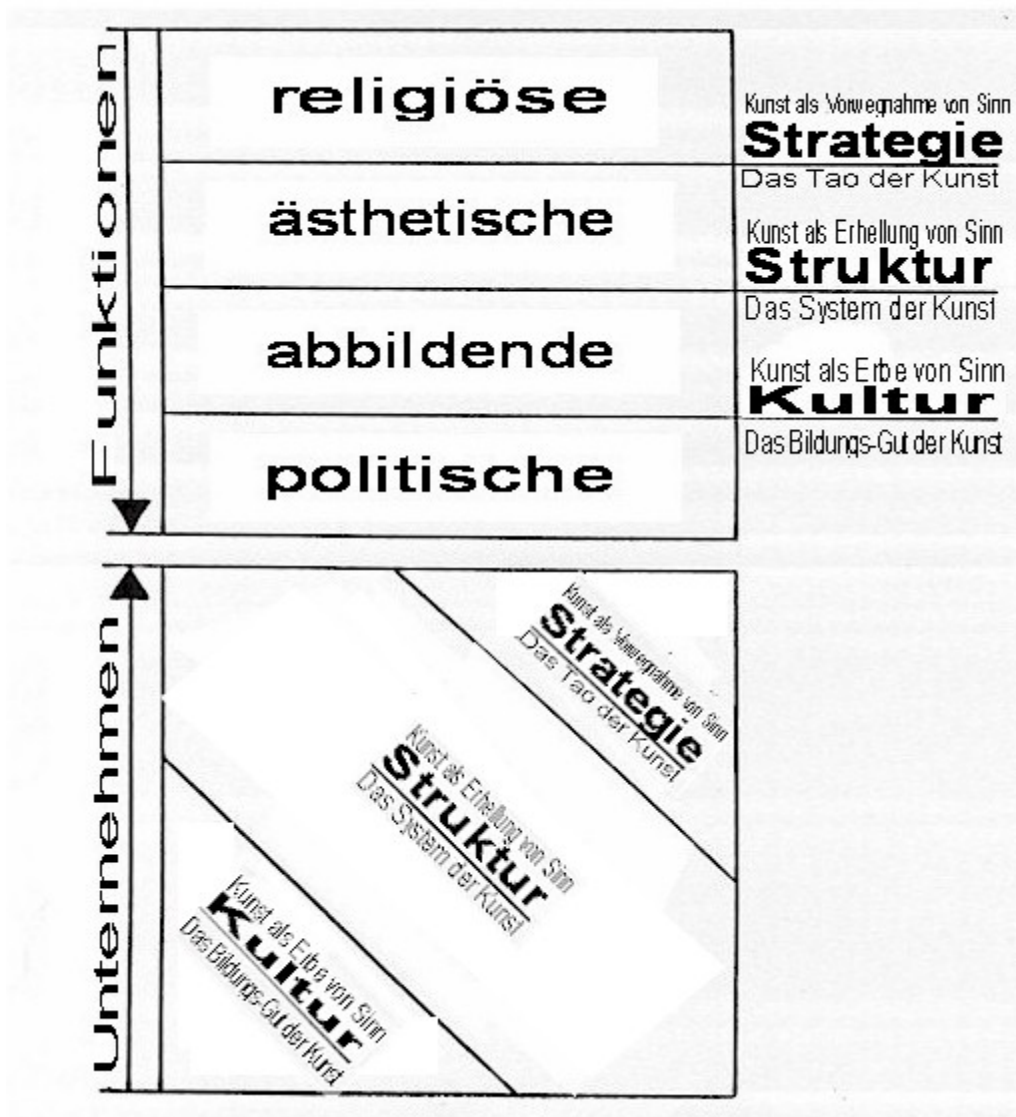 Funktionen
religiöse
ästhetische
abbildende
politische
Kunst als Vorwegnahme von Sinn
Strategie
Das Tao der Kunst
Kunst als Erhellung von Sinn
Struktur
Das System der Kunst
Kunst als Erbe von Sinn
Kultur
Das Bildungs-Gut der Kunst
Unternehmen
Kunst als Vorwegnahme von Sinn
Strategie
Das Tao der Kunst
Kunst als Erhellung von Sinn
Struktur
Das System der Kunst
Kunst als Erbe von Sinn
Kultur
Das Bildungs-Gut der Kunst